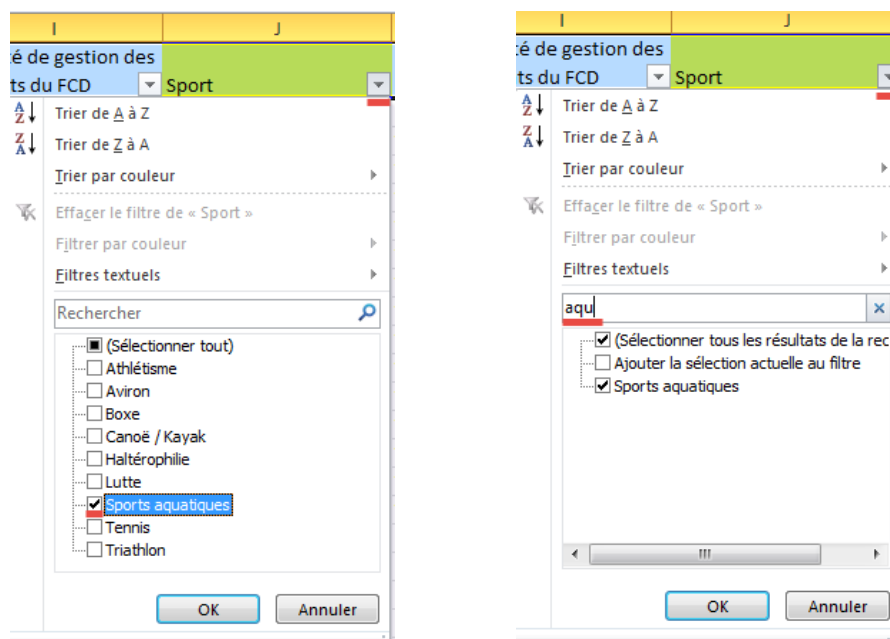 I J
é de gestion des
ts du FCD Sport
Trier de A à Z
Trier de Z à A
Trier par couleur
Effacer le filtre de « Sport »
Filtrer par couleur
Filtres textuels
Rechercher
(Sélectionner tout)
Athlétisme
Aviron
Boxe
Canoë / Kayak
Haltérophilie
Lutte
Sports aquatiques
Tennis
Triathlon
OK Annuler
I J
é de gestion des
ts du FCD Sport
Trier de A à Z
Trier de Z à A
Trier par couleur
Effacer le filtre de « Sport »
Filtrer par couleur
Filtres textuels
aqu
(Sélectionner tous les résultats de la rec
Ajouter la sélection actuelle au filtre
Sports aquatiques
OK Annuler